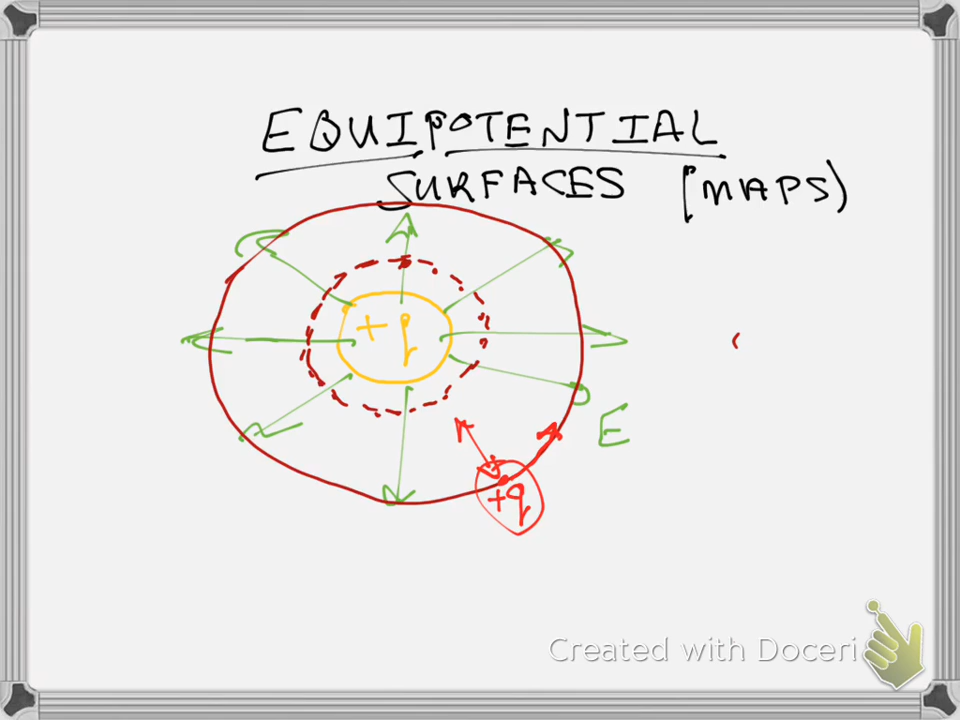 EQUIPOTENTIAL
SURFACES (MAPS)
+q
E
+q
Created with Doceri